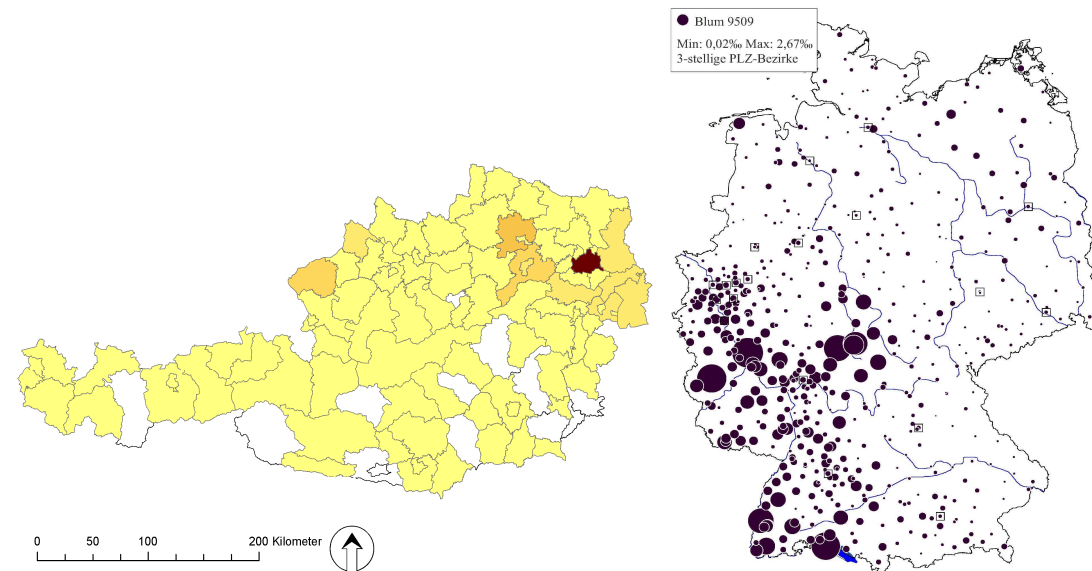 Blum 9509
Min: 0,02‰ Max: 2,67‰
3-stellige PLZ-Bezirke
0 50 100 200 Kilometer